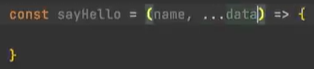 const sayHello = (name, ...data) => {
}